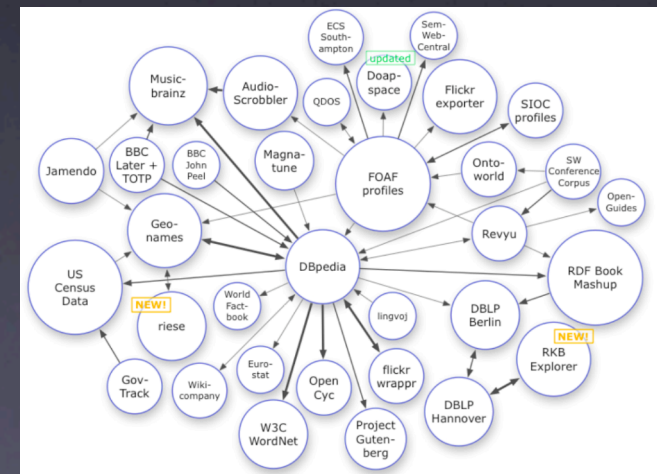 ECS
South-
ampton
Sem-
Web-
Central
updated
Doap-
space
Music-
brainz
Audio-
Scrobbler
QDOS
Flickr
exporter
SIOC
profiles
BBC
Later +
TOTP
BBC
John
Peel
Magna-
tune
FOAF
profiles
Onto-
world
SW
Conference
Corpus
Jamendo
Open-
Guides
Geo-
names
Revyu
DBpedia
US
Census
Data
RDF Book
Mashup
NEW!
riese
World
Fact-
book
lingvoj
DBLP
Berlin
NEW!
RKB
Explorer
Gov-
Track
Wiki-
company
Euro-
stat
Open
Cyc
flickr
wrappr
DBLP
Hannover
W3C
WordNet
Project
Guten-
berg